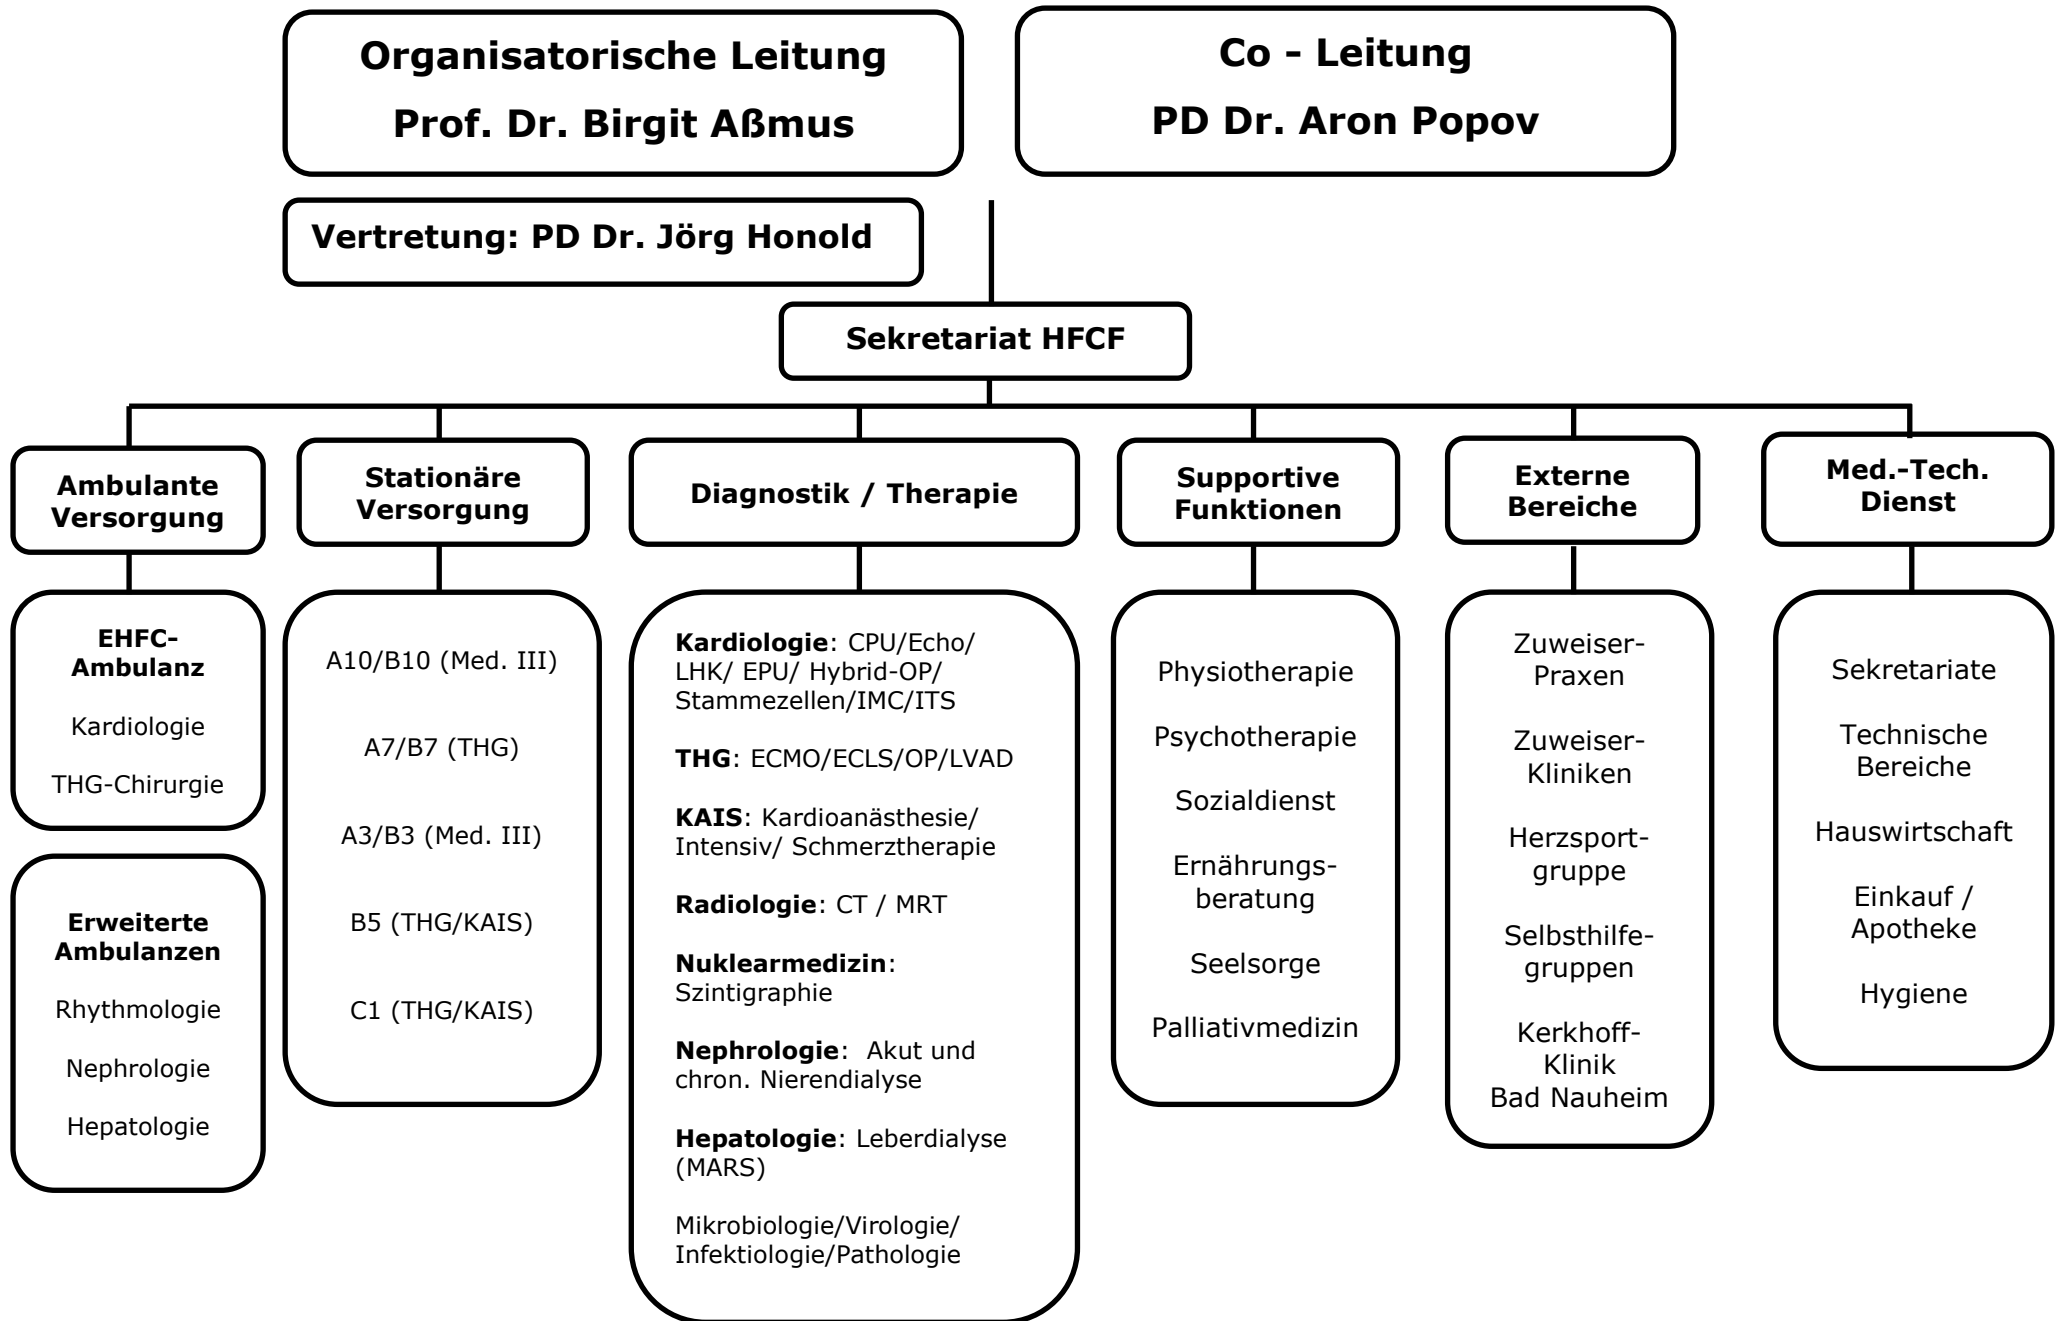 Organisatorische Leitung
Prof. Dr. Birgit Aßmus
Co - Leitung
PD Dr. Aron Popov
Vertretung: PD Dr. Jörg Honold
Sekretariat HFCF
Ambulante
Versorgung
EHFC-
Ambulanz
Kardiologie
THG-Chirurgie
Erweiterte
Ambulanzen
Rhythmologie
Nephrologie
Hepatologie
Stationäre
Versorgung
A10/B10 (Med. III)
A7/B7 (THG)
A3/B3 (Med. III)
B5 (THG/KAIS)
C1 (THG/KAIS)
Diagnostik / Therapie
Kardiologie: CPU/Echo/
LHK/ EPU/ Hybrid-OP/
Stammezellen/IMC/ITS
THG: ECMO/ECLS/OP/LVAD
KAIS: Kardioanästhesie/
Intensiv/ Schmerztherapie
Radiologie: CT / MRT
Nuklearmedizin:
Szintigraphie
Nephrologie:  Akut und
chron. Nierendialyse
Hepatologie: Leberdialyse
(MARS)
Mikrobiologie/Virologie/
Infektiologie/Pathologie
Supportive
Funktionen
Physiotherapie
Psychotherapie
Sozialdienst
Ernährungs-
beratung
Seelsorge
Palliativmedizin
Externe
Bereiche
Zuweiser-
Praxen
Zuweiser-
Kliniken
Herzsport-
gruppe
Selbsthilfe-
gruppen
Kerkhoff-
Klinik
Bad Nauheim
Med.-Tech.
Dienst
Sekretariate
Technische
Bereiche
Hauswirtschaft
Einkauf /
Apotheke
Hygiene